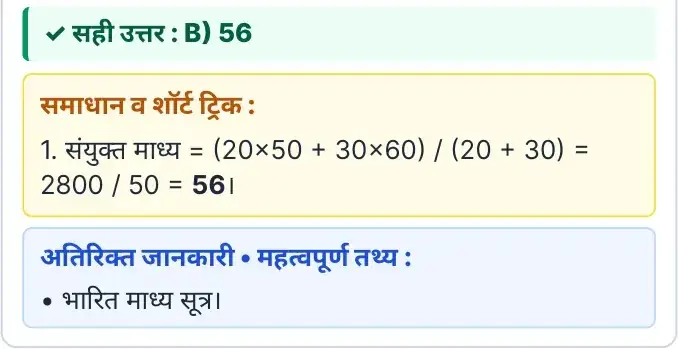 ✓ सही उत्तर : B) 56
समाधान व शॉर्ट ट्रिक :
1. संयुक्त माध्य = (20×50 + 30×60) / (20 + 30) =
2800 / 50 = 56।
अतिरिक्त जानकारी • महत्वपूर्ण तथ्य :
• भारित माध्य सूत्र।